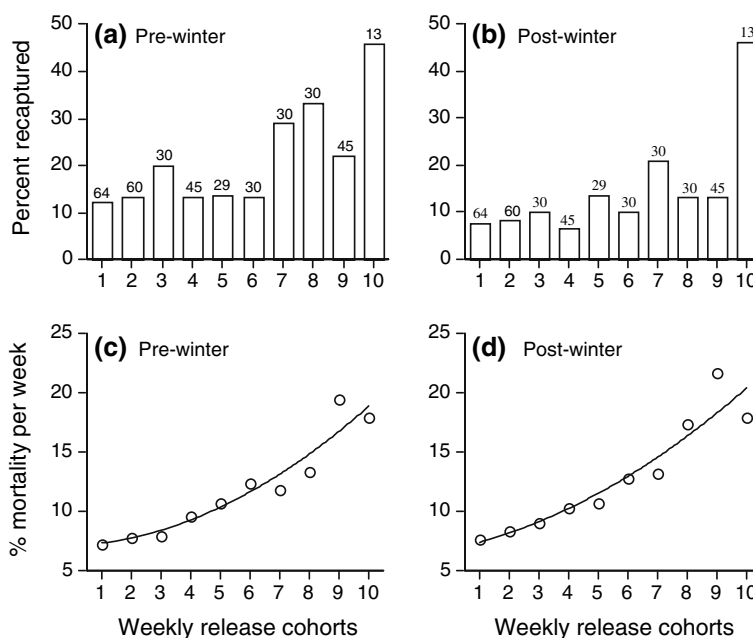 (a) Pre-winter
Percent recaptured
50
40
30
20
10
0
64 60 30 45 29 30 30 30 45 13
1 2 3 4 5 6 7 8 9 10
(b) Post-winter
50
40
30
20
10
0
64 60 30 45 29 30 30 30 45 13
1 2 3 4 5 6 7 8 9 10
(c) Pre-winter
% mortality per week
25
20
15
10
5
1 2 3 4 5 6 7 8 9 10
Weekly release cohorts
(d) Post-winter
25
20
15
10
5
1 2 3 4 5 6 7 8 9 10
Weekly release cohorts